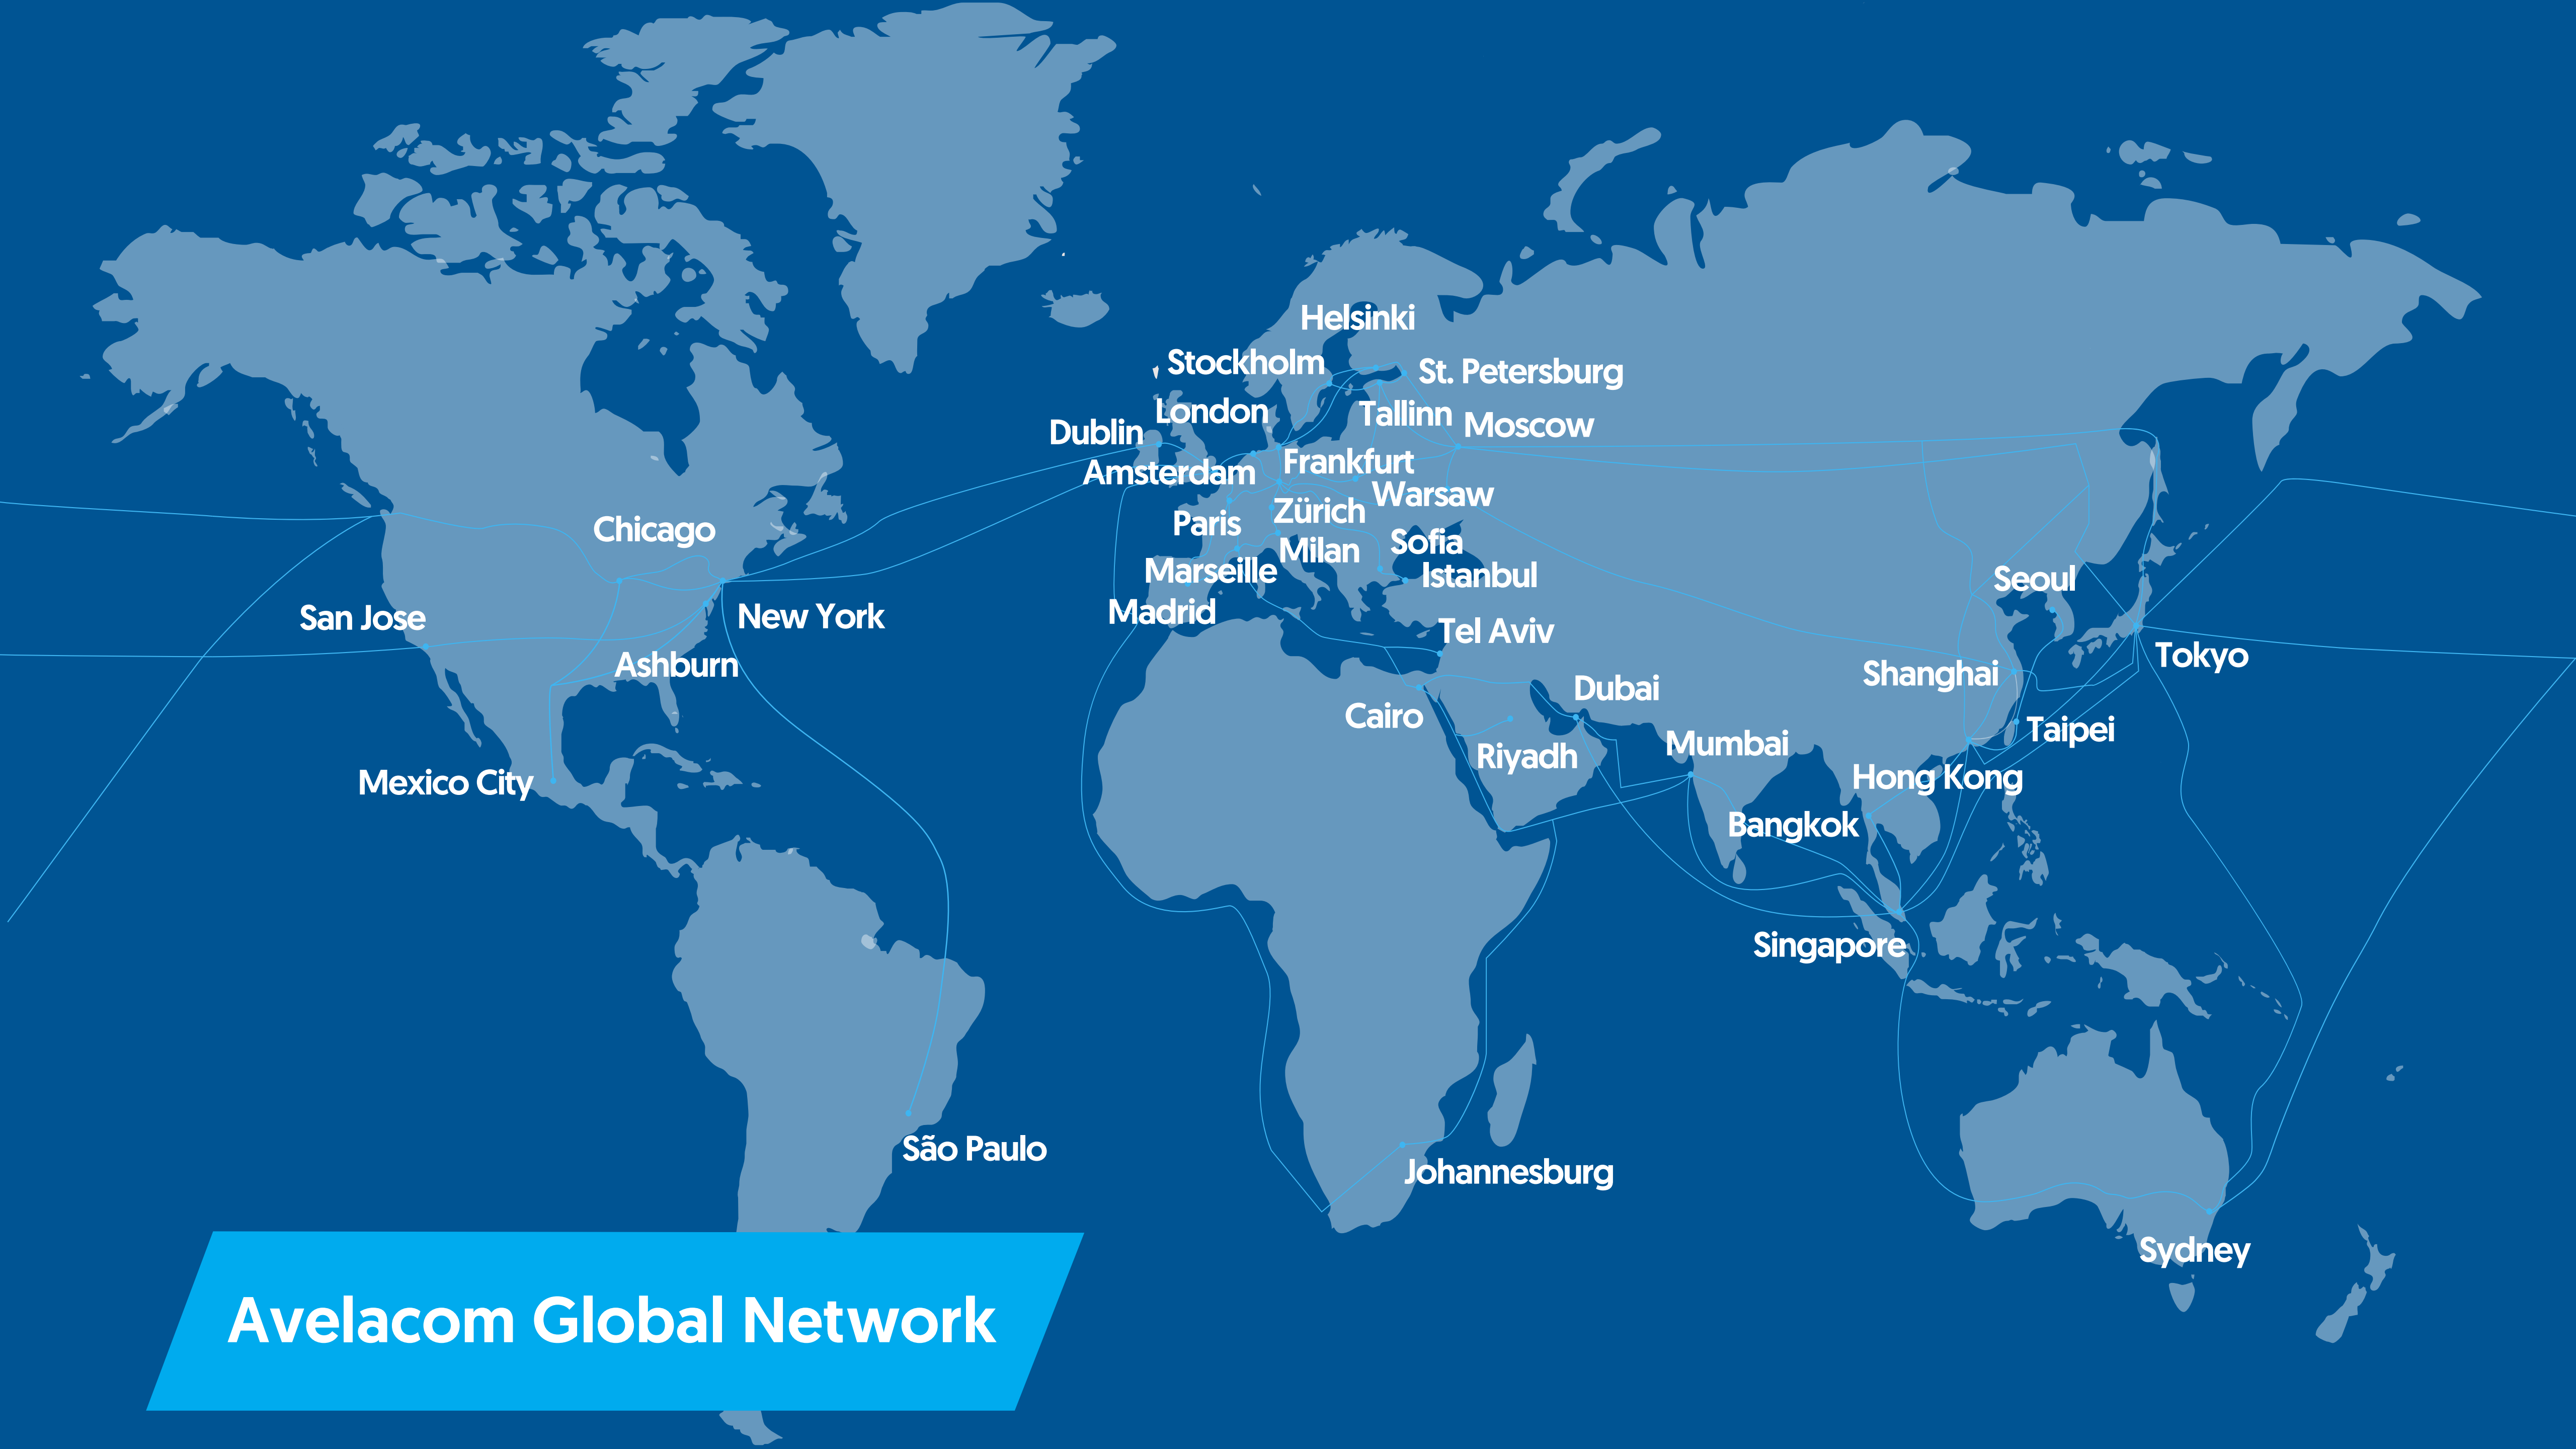 Helsinki
Stockholm
St. Petersburg
London
Tallinn
Dublin
Moscow
Amsterdam
Frankfurt
Warsaw
Paris
Zürich
Chicago
Milan
Sofia
Marseille
Istanbul
Seoul
San Jose
New York
Madrid
Tel Aviv
Tokyo
Ashburn
Shanghai
Dubai
Cairo
Taipei
Mumbai
Riyadh
Mexico City
Hong Kong
Bangkok
Singapore
São Paulo
Johannesburg
Sydney
Avelacom Global Network